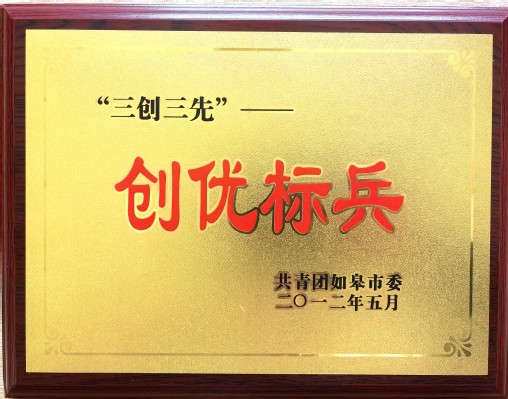 “三创三先”——
创优标兵
共青团如皋市委
二〇一二年五月